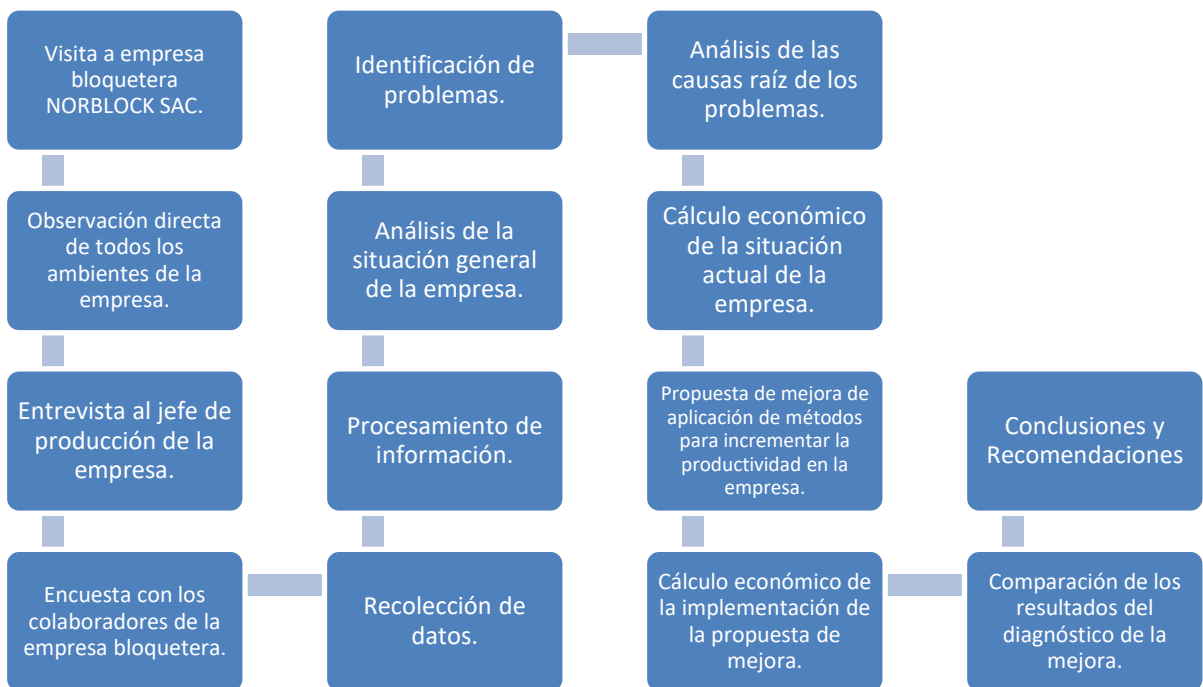 Visita a empresa
bloquetera
NORBLOCK SAC.
Observación directa
de todos los
ambientes de la
empresa.
Entrevista al jefe de
producción de la
empresa.
Encuesta con los
colaboradores de la
empresa bloquetera.
Recolección de
datos.
Procesamiento de
información.
Análisis de la
situación general
de la empresa.
Identificación de
problemas.
Análisis de las
causas raíz de los
problemas.
Cálculo económico
de la situación
actual de la
empresa.
Propuesta de mejora de
aplicación de métodos
para incrementar la
productividad en la
empresa.
Cálculo económico de
la implementación de
la propuesta de
mejora.
Comparación de los
resultados del
diagnóstico de la
mejora.
Conclusiones y
Recomendaciones